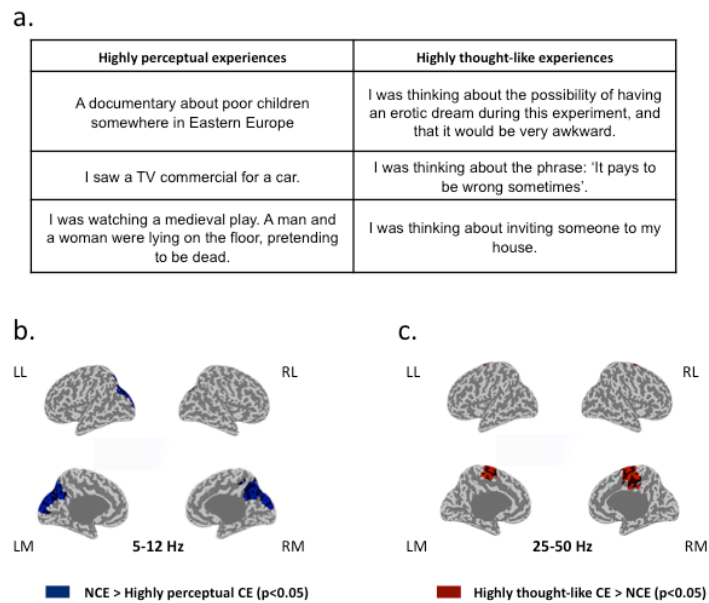 a.
Highly perceptual experiences
Highly thought-like experiences
A documentary about poor children
somewhere in Eastern Europe
I was thinking about the possibility of having
an erotic dream during this experiment, and
that it would be very awkward.
I saw a TV commercial for a car.
I was thinking about the phrase: ‘It pays to
be wrong sometimes’.
I was watching a medieval play. A man and
a woman were lying on the floor, pretending
to be dead.
I was thinking about inviting someone to my
house.
b.
LL
RL
LM
5-12 Hz
RM
NCE > Highly perceptual CE (p<0.05)
c.
LL
RL
LM
25-50 Hz
RM
Highly thought-like CE > NCE (p<0.05)